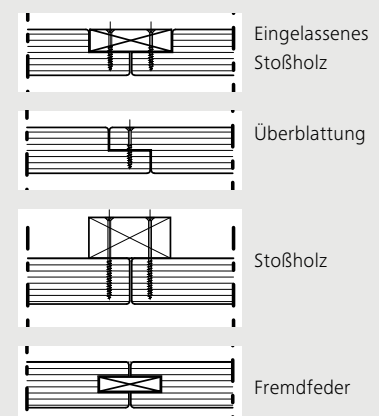 Eingelassenes
Stoßholz
Überblattung
Stoßholz
Fremdfeder